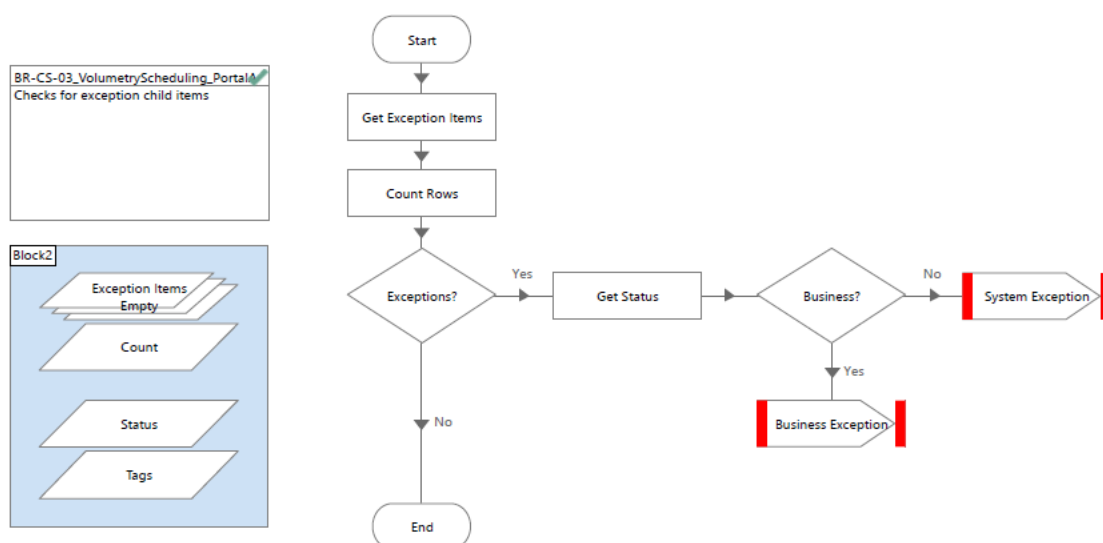 Start
BR-CS-03_VolumetryScheduling_Portal
Checks for exception child items
Get Exception Items
Count Rows
Block2
Exception Items
Empty
Count
Status
Tags
Exceptions?
Yes
Get Status
Business?
No
System Exception
Yes
Business Exception
No
End